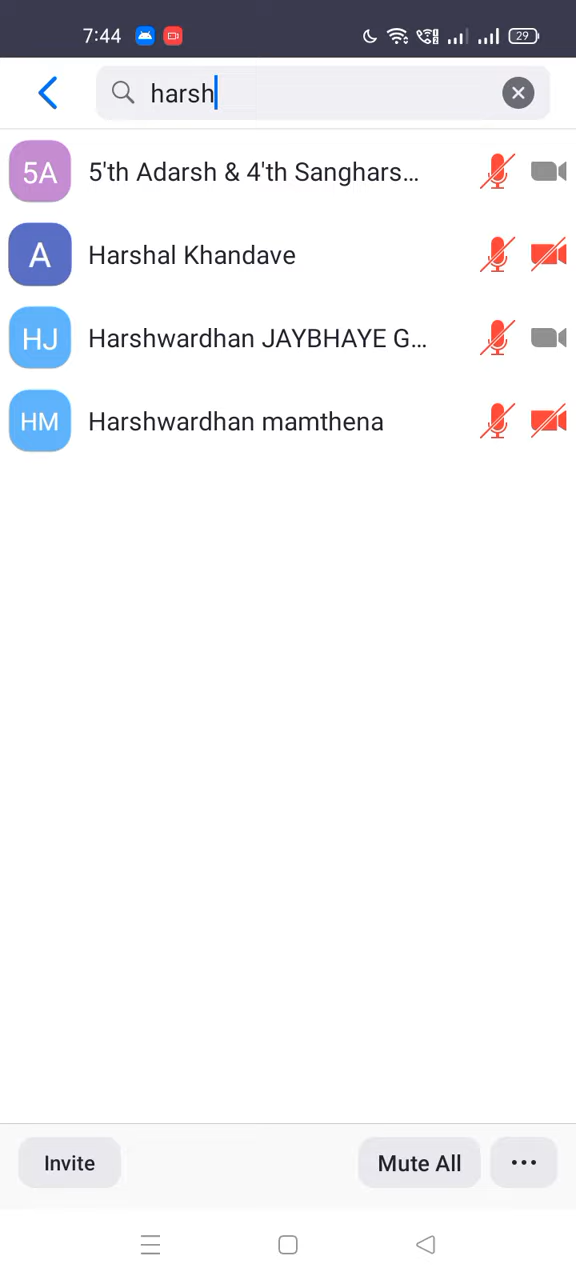 7:44
29
harsh
5A
5'th Adarsh & 4'th Sanghars...
A
Harshal Khandave
HJ
Harshwardhan JAYBHAYE G...
HM
Harshwardhan mamthena
Invite
Mute All